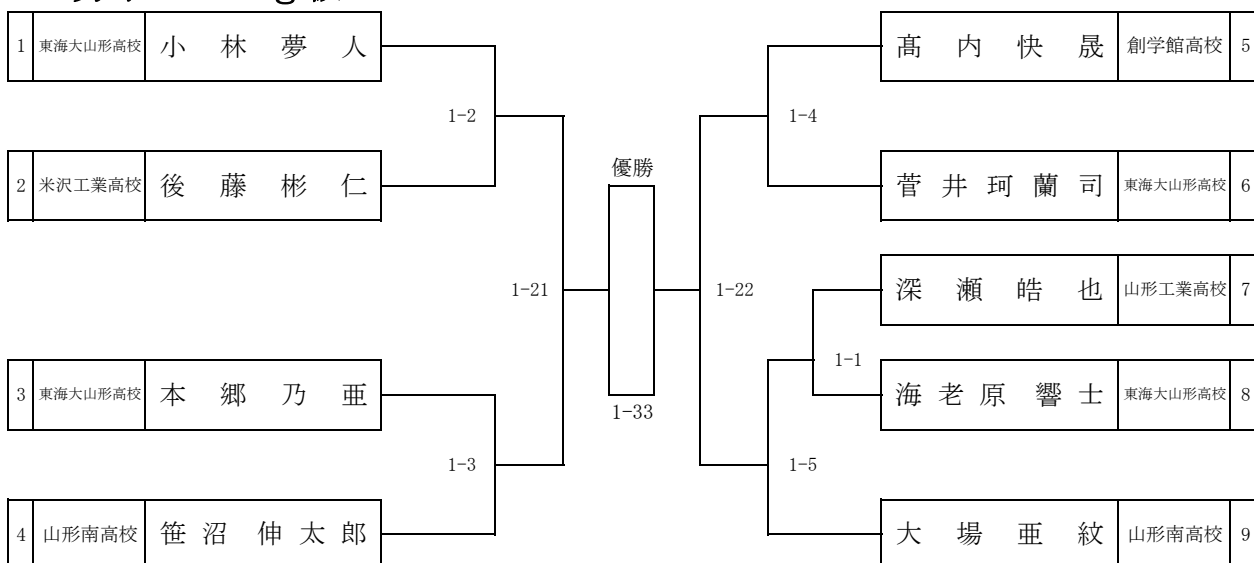 1 東海大山形高校 小林夢人
1-2
2 米沢工業高校 後藤彬仁
1-21
3 東海大山形高校 本郷乃亜
1-3
4 山形南高校 笹沼伸太郎
優勝
1-33
髙内快晟 創学館高校 5
1-4
菅井珂蘭司 東海大山形高校 6
1-22
深瀬皓也 山形工業高校 7
1-1
海老原響士 東海大山形高校 8
1-5
大場亜紋 山形南高校 9